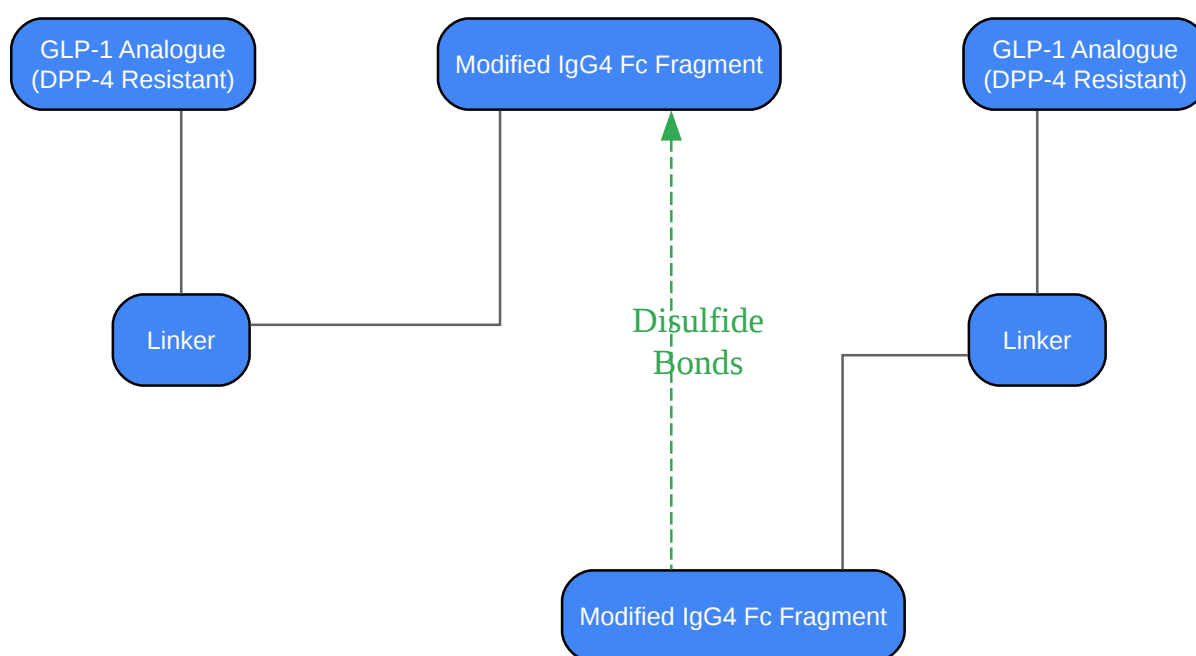 GLP-1 Analogue
(DPP-4 Resistant)
Modified IgG4 Fc Fragment
GLP-1 Analogue
(DPP-4 Resistant)
Linker
Disulfide
Bonds
Linker
Modified IgG4 Fc Fragment